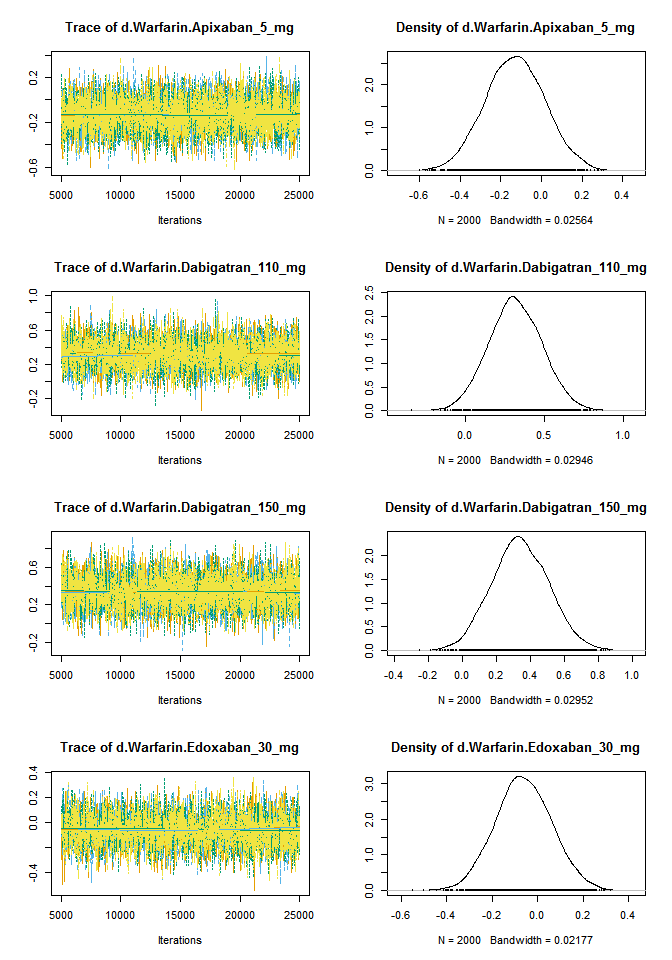 Trace of d.Warfarin.Apixaban_5_mg
0.2
-0.2
-0.6
5000 10000 15000 20000 25000
Iterations
Density of d.Warfarin.Apixaban_5_mg
2.0
1.0
0.0
-0.6 -0.2 0.0 0.2 0.4
N = 2000 Bandwidth = 0.02564
Trace of d.Warfarin.Dabigatran_110_mg
1.0
0.6
0.2
-0.2
5000 10000 15000 20000 25000
Iterations
Density of d.Warfarin.Dabigatran_110_mg
2.5
2.0
1.5
1.0
0.5
0.0
0.0 0.5 1.0
N = 2000 Bandwidth = 0.02946
Trace of d.Warfarin.Dabigatran_150_mg
0.6
0.2
-0.2
5000 10000 15000 20000 25000
Iterations
Density of d.Warfarin.Dabigatran_150_mg
2.0
1.5
1.0
0.5
0.0
-0.4 -0.2 0.0 0.2 0.4 0.6 0.8 1.0
N = 2000 Bandwidth = 0.02952
Trace of d.Warfarin.Edoxaban_30_mg
0.4
0.2
0.0
-0.4
5000 10000 15000 20000 25000
Iterations
Density of d.Warfarin.Edoxaban_30_mg
3.0
2.0
1.0
0.0
-0.6 -0.4 -0.2 0.0 0.2 0.4
N = 2000 Bandwidth = 0.02177